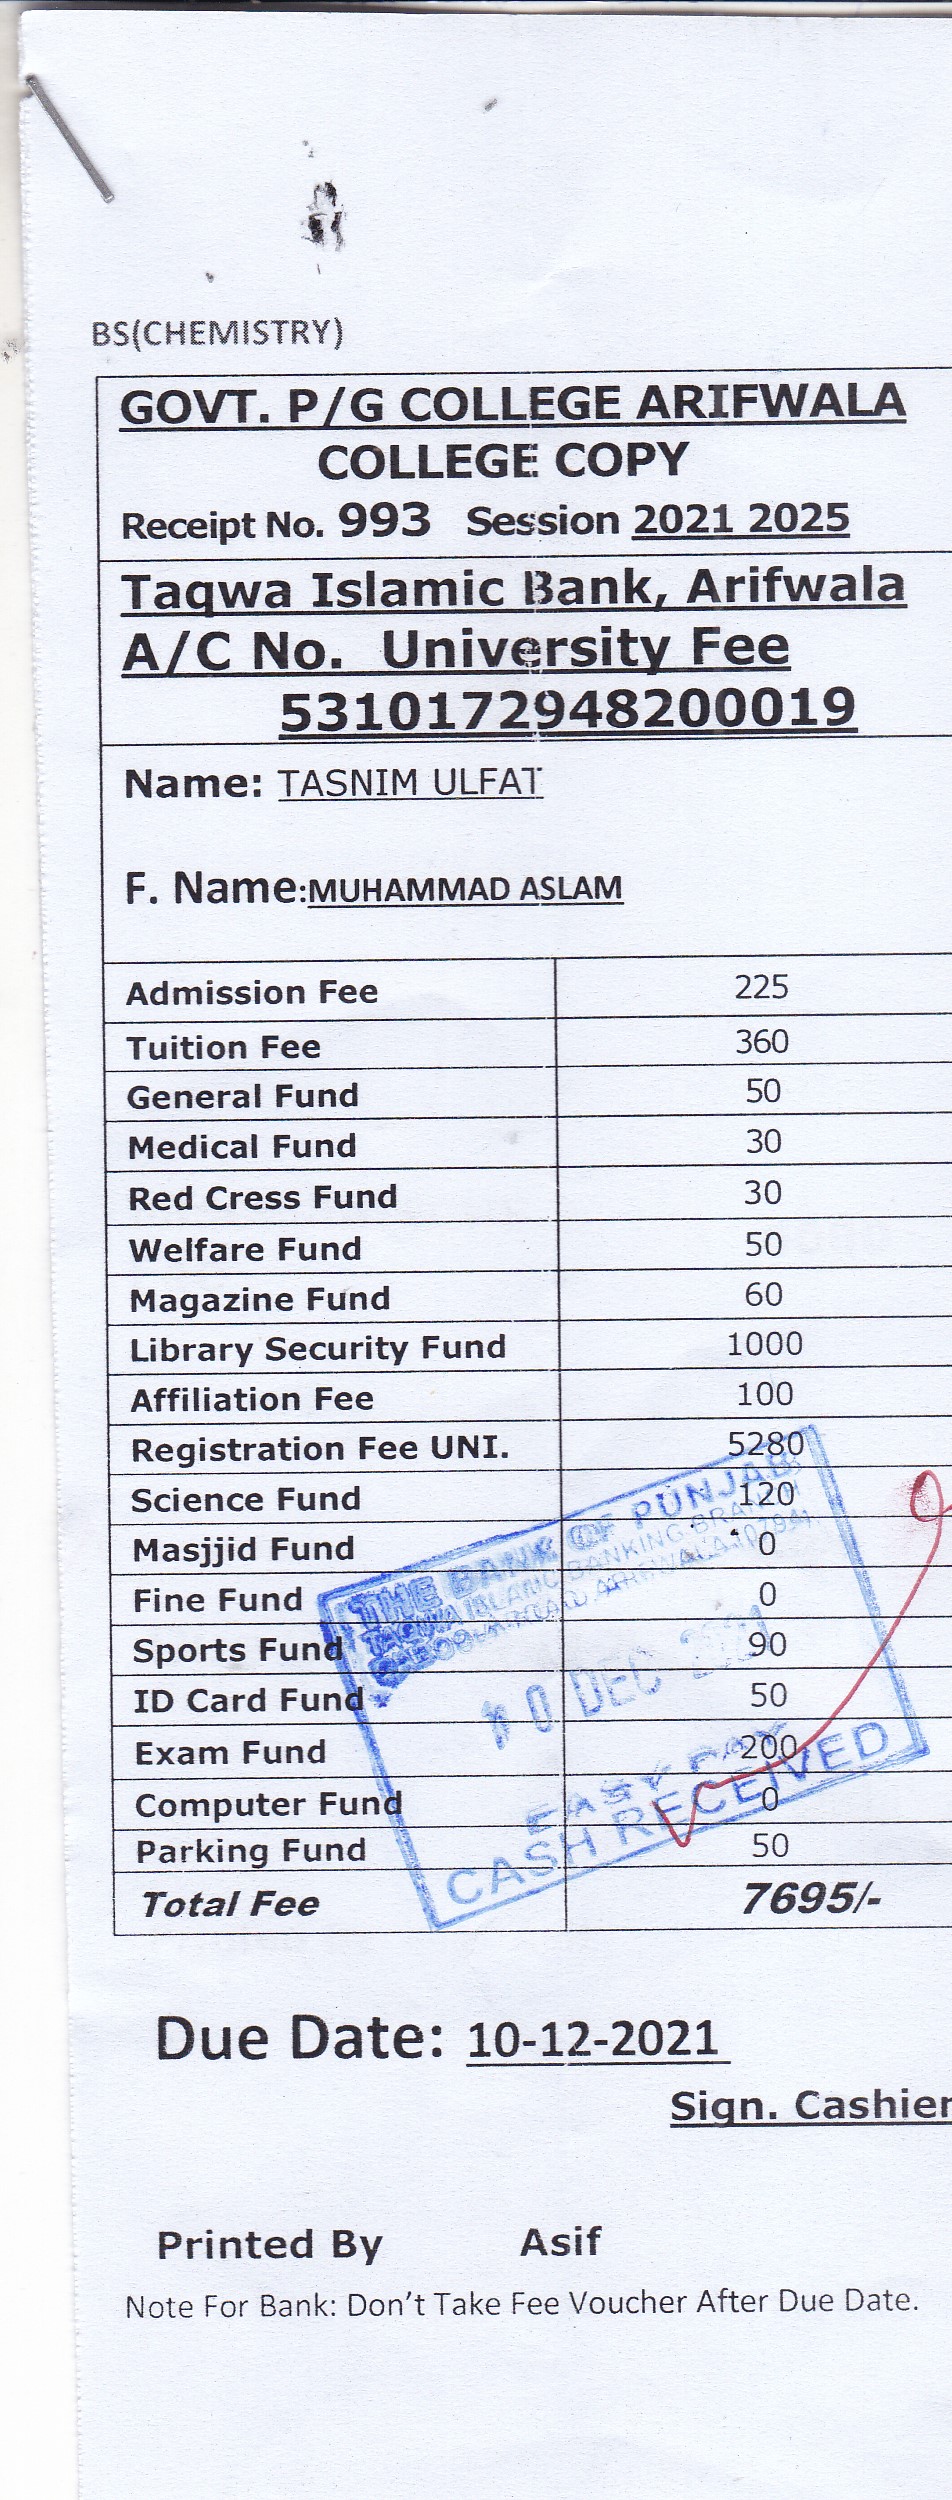 BS(CHEMISTRY)
GOVT. P/G COLLEGE ARIFWALA
COLLEGE COPY
Receipt No. 993 Session 2021 2025
Taqwa Islamic Bank, Arifwala
A/C No. University Fee
5310172948200019
Name: TASNIM ULFAT
F. Name:MUHAMMAD ASLAM
Admission Fee 225
Tuition Fee 360
General Fund 50
Medical Fund 30
Red Cress Fund 30
Welfare Fund 50
Magazine Fund 60
Library Security Fund 1000
Affiliation Fee 100
Registration Fee UNI. 5280
Science Fund 120
Masjjid Fund 0
Fine Fund 0
Sports Fund 90
ID Card Fund 50
Exam Fund 200
Computer Fund 0
Parking Fund 50
Total Fee 7695/-
THE BANK OF PUNJAB
TAQWA ISLAMIC BANKING BRANCH
ROAD ARIFWALA
10 DEC 2021
EASY PAY
CASH RECEIVED
Due Date: 10-12-2021
Sign. Cashier
Printed By Asif
Note For Bank: Don't Take Fee Voucher After Due Date.